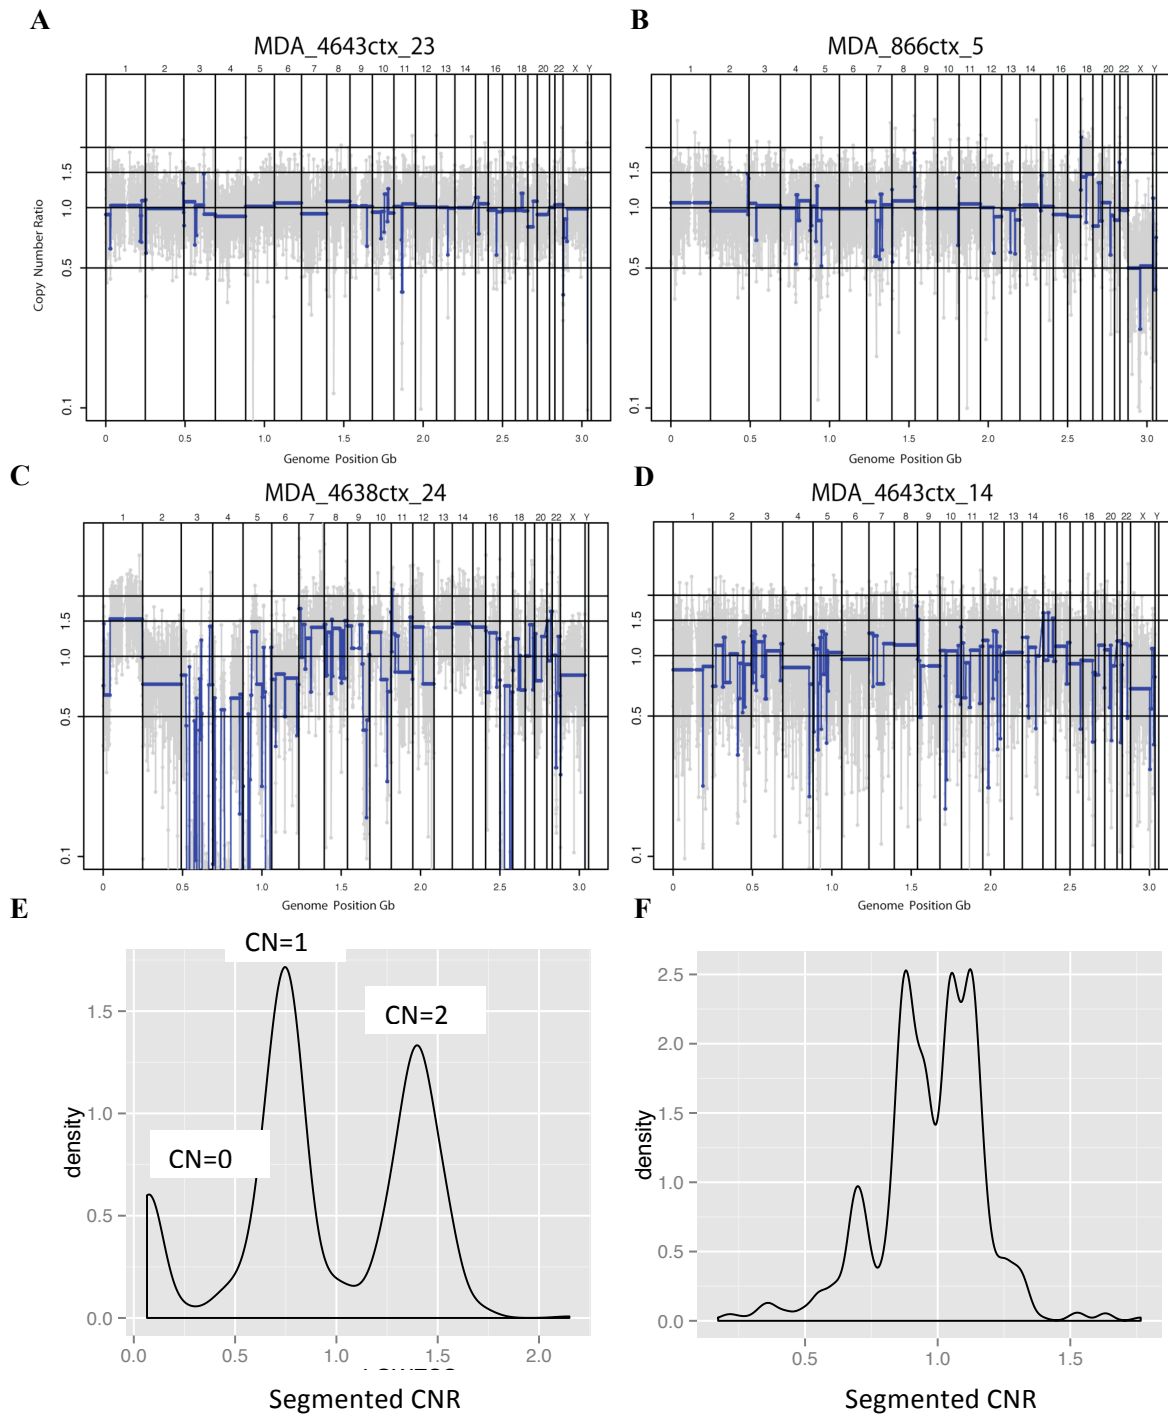 A
MDA_4643ctx_23
1 2 3 4 5 6 7 8 9 10 11 12 13 14 16 18 20 22 X Y
Copy Number Ratio
1.5
1.0
0.5
0.1
0 0.5 1.0 1.5 2.0 2.5 3.0
Genome Position Gb
B
MDA_866ctx_5
1 2 3 4 5 6 7 8 9 10 11 12 13 14 16 18 20 22 X Y
1.5
1.0
0.5
0.1
0 0.5 1.0 1.5 2.0 2.5 3.0
Genome Position Gb
C
MDA_4638ctx_24
1 2 3 4 5 6 7 8 9 10 11 12 13 14 16 18 20 22 X Y
1.5
1.0
0.5
0.1
0 0.5 1.0 1.5 2.0 2.5 3.0
Genome Position Gb
D
MDA_4643ctx_14
1 2 3 4 5 6 7 8 9 10 11 12 13 14 16 18 20 22 X Y
1.5
1.0
0.5
0.1
0 0.5 1.0 1.5 2.0 2.5 3.0
Genome Position Gb
E
CN=1
CN=2
CN=0
density
1.5
1.0
0.5
0.0
0.0 0.5 1.0 1.5 2.0
Segmented CNR
F
density
2.5
2.0
1.5
1.0
0.5
0.0
0.5 1.0 1.5
Segmented CNR